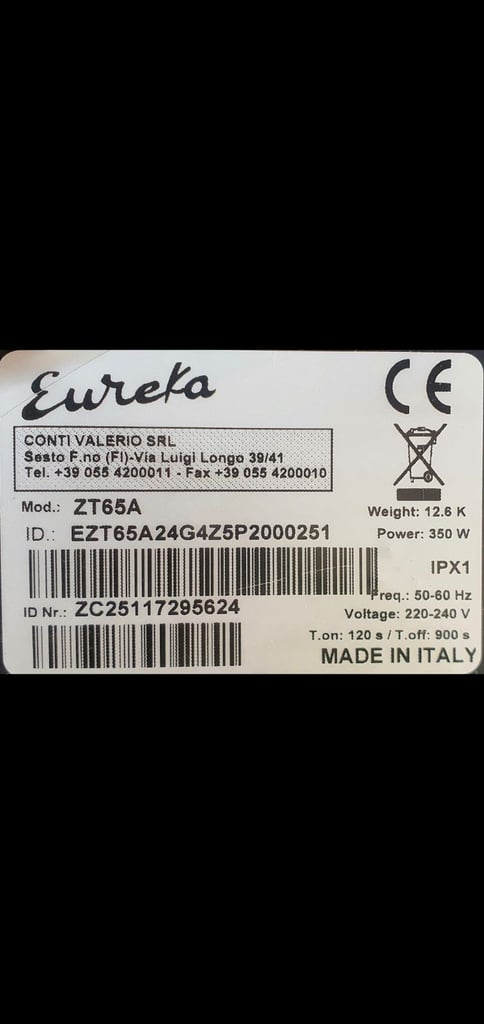 Eureka
CE
CONTI VALERIO SRL
Sesto F.no (FI)-Via Luigi Longo 39/41
Tel. +39 055 4200011 - Fax +39 055 4200010
Mod.: ZT65A
Weight: 12.6 K
ID.: EZT65A24G4Z5P2000251
Power: 350 W
IPX1
Freq.: 50-60 Hz
ID Nr.: ZC25117295624
Voltage: 220-240 V
T.on: 120 s / T.off: 900 s
MADE IN ITALY